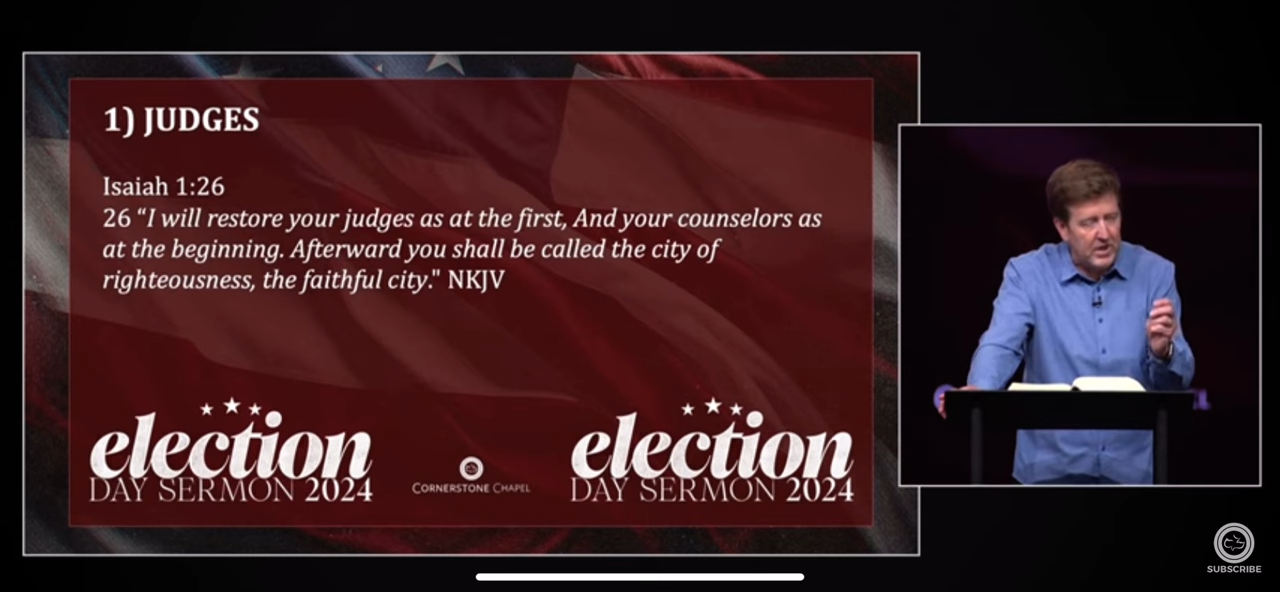 1) JUDGES
Isaiah 1:26
26 “I will restore your judges as at the first, And your counselors as
at the beginning. Afterward you shall be called the city of
righteousness, the faithful city." NKJV
election
DAY SERMON 2024
CORNERSTONE CHAPEL
election
DAY SERMON 2024
SUBSCRIBE